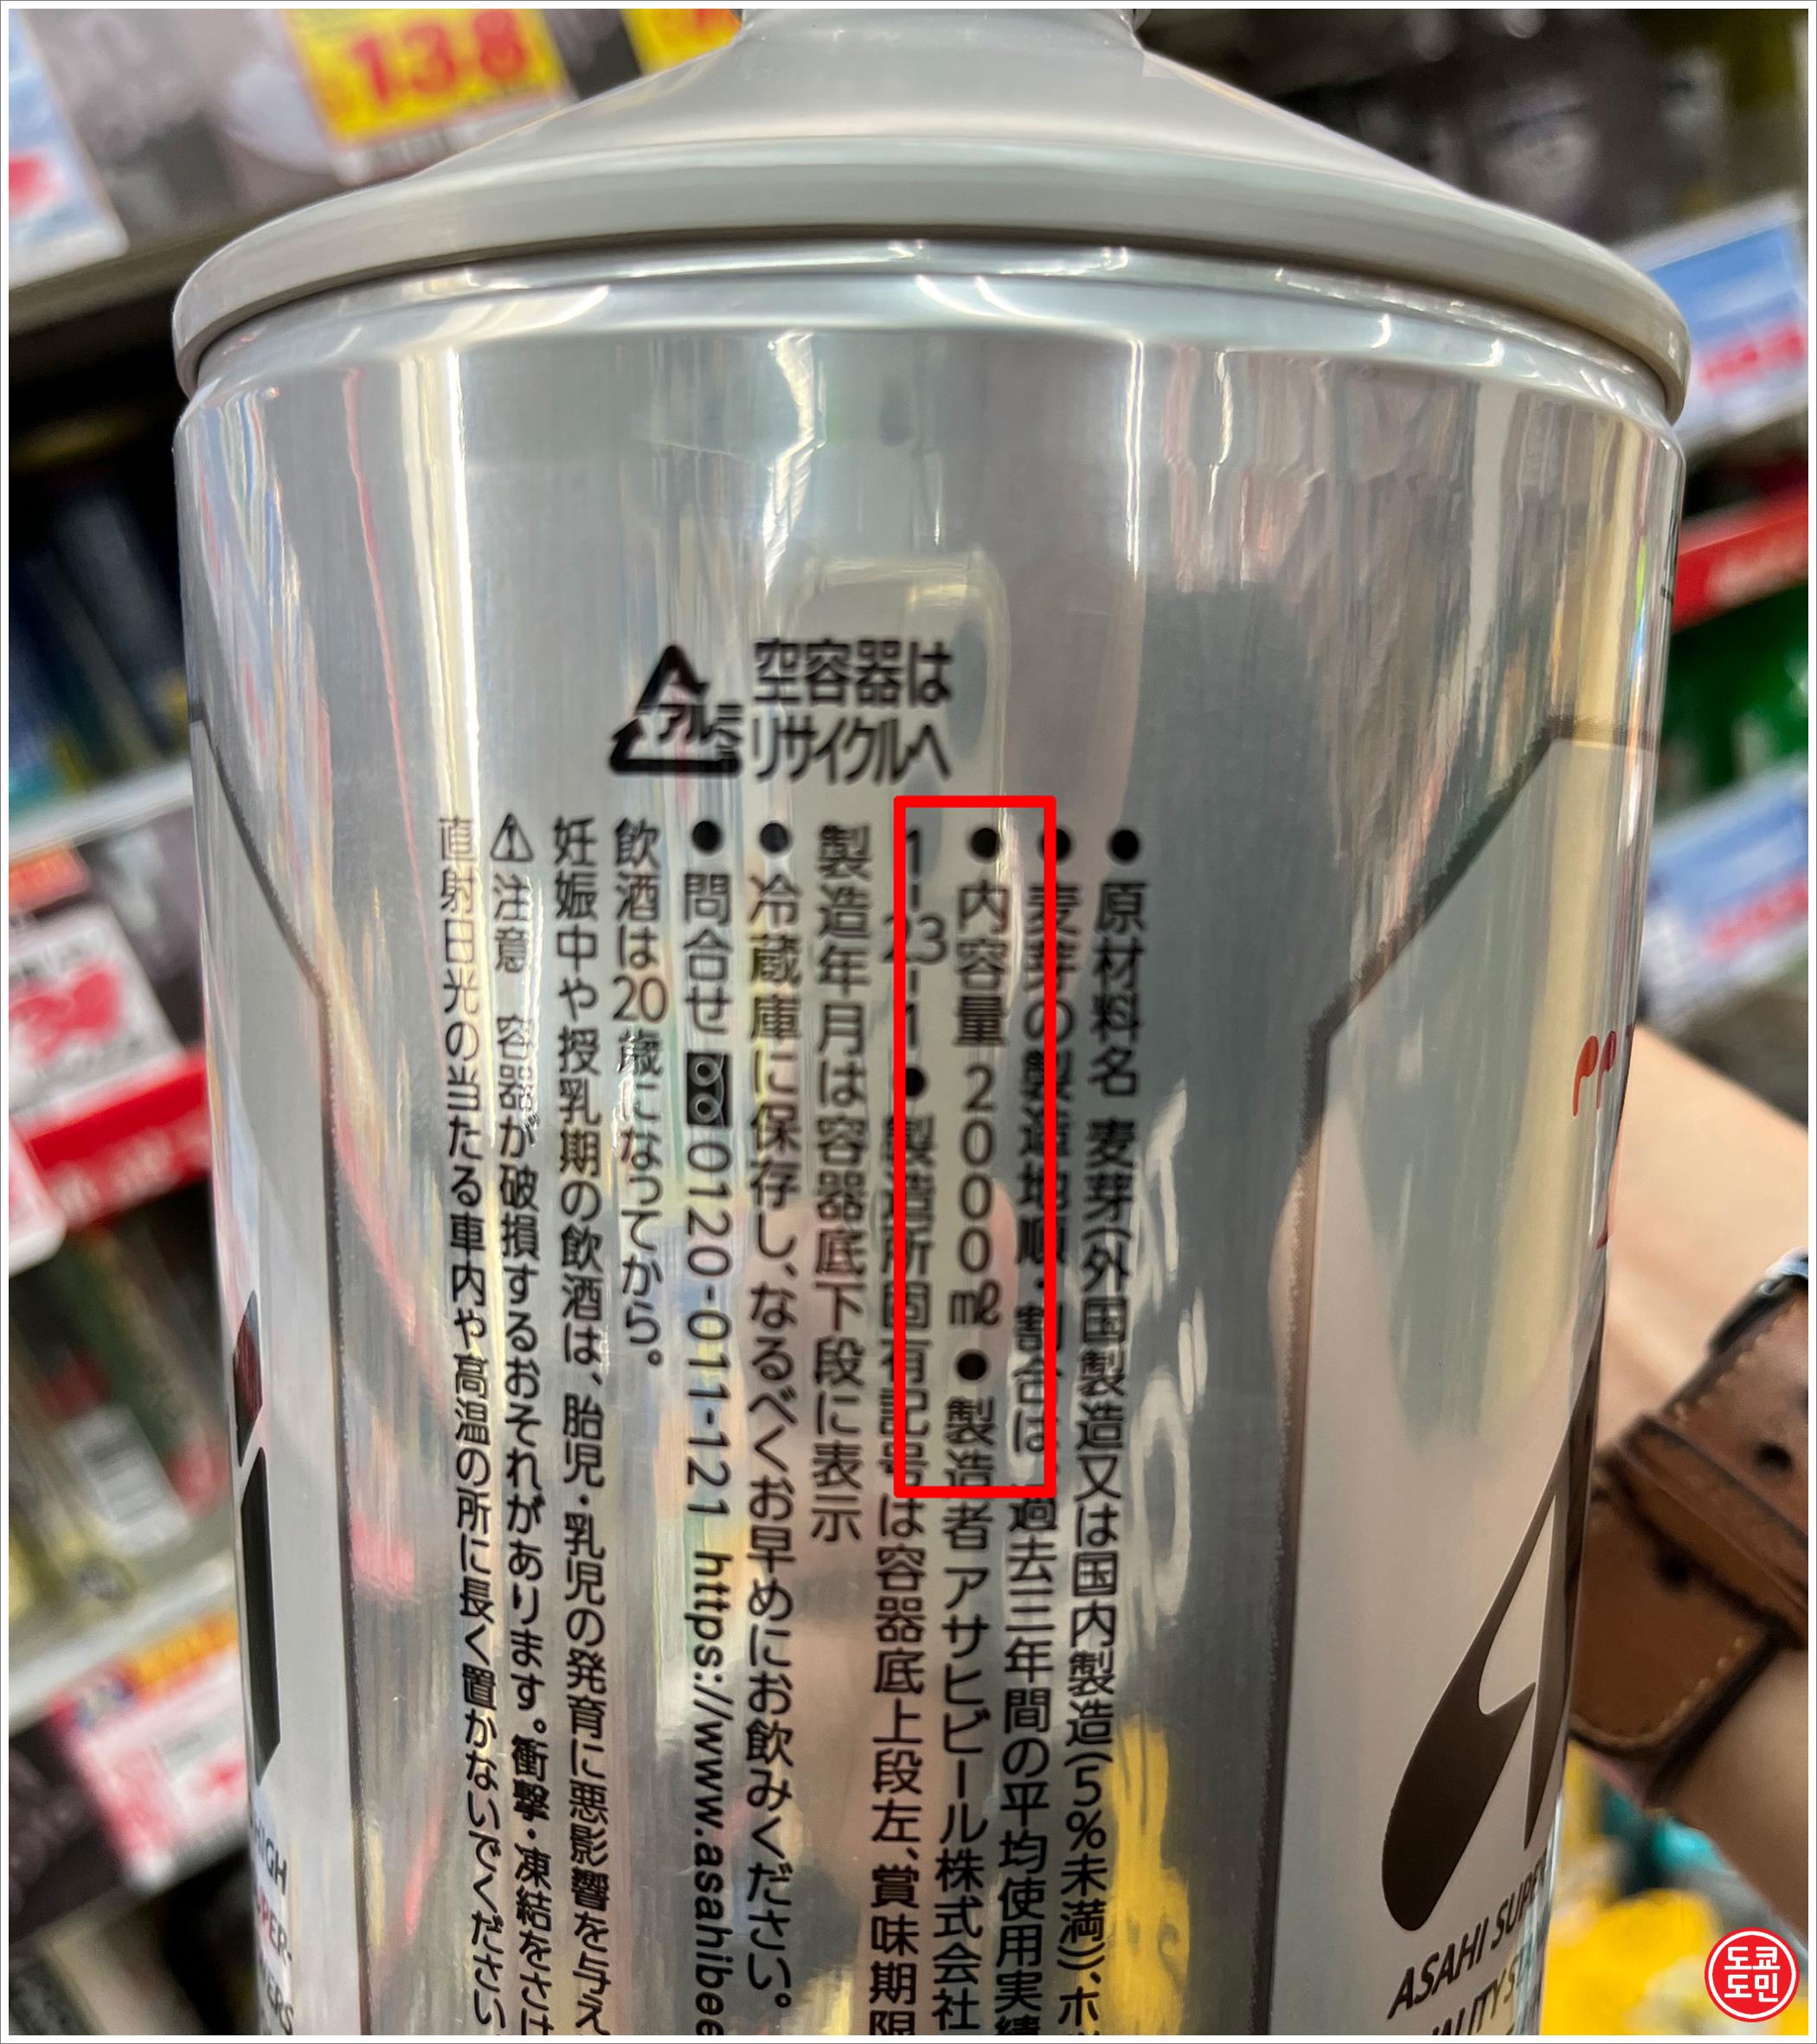 空容器は
リサイクルへ
アルミ
●原材料名 麦芽(外国製造又は国内製造(5%未満))、ホ
●麦芽の製造地順・割合は、過去三年間の平均使用実績
●内容量 2000㎖ ●製造者 アサヒビール株式会社
1-23-1 ●製造所固有記号は容器底上段左、賞味期限
製造年月は容器底下段に表示
●冷蔵庫に保存し、なるべくお早めにお飲みください。
●問合せ 0120-011-121 https://www.asahibee
飲酒は20歳になってから。
妊娠中や授乳期の飲酒は、胎児・乳児の発育に悪影響を与え
⚠注意 容器が破損するおそれがあります。衝撃・凍結をさけ
直射日光の当たる車内や高温の所に長く置かないでください
ASAHI SUPER
138
도쿄
도민